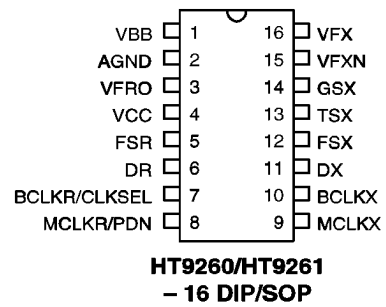 VBB 1 16 VFX
AGND 2 15 VFXN
VFRO 3 14 GSX
VCC 4 13 TSX
FSR 5 12 FSX
DR 6 11 DX
BCLKR/CLKSEL 7 10 BCLKX
MCLKR/PDN 8 9 MCLKX
HT9260/HT9261
– 16 DIP/SOP